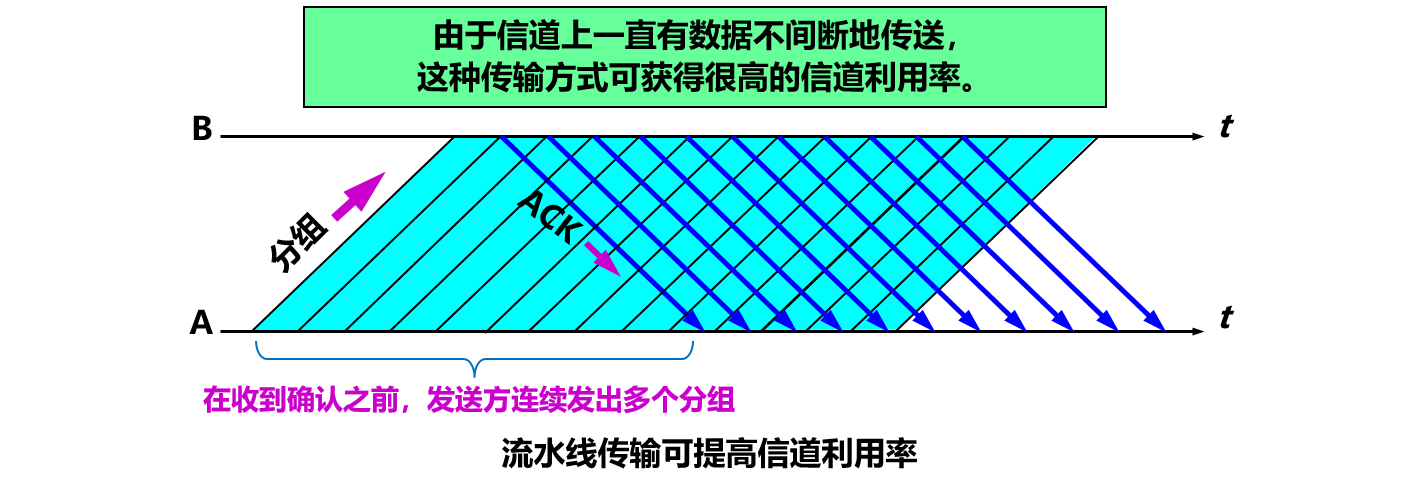 由于信道上一直有数据不间断地传送，
这种传输方式可获得很高的信道利用率。
B
t
分组
ACK
A
t
在收到确认之前，发送方连续发出多个分组
流水线传输可提高信道利用率